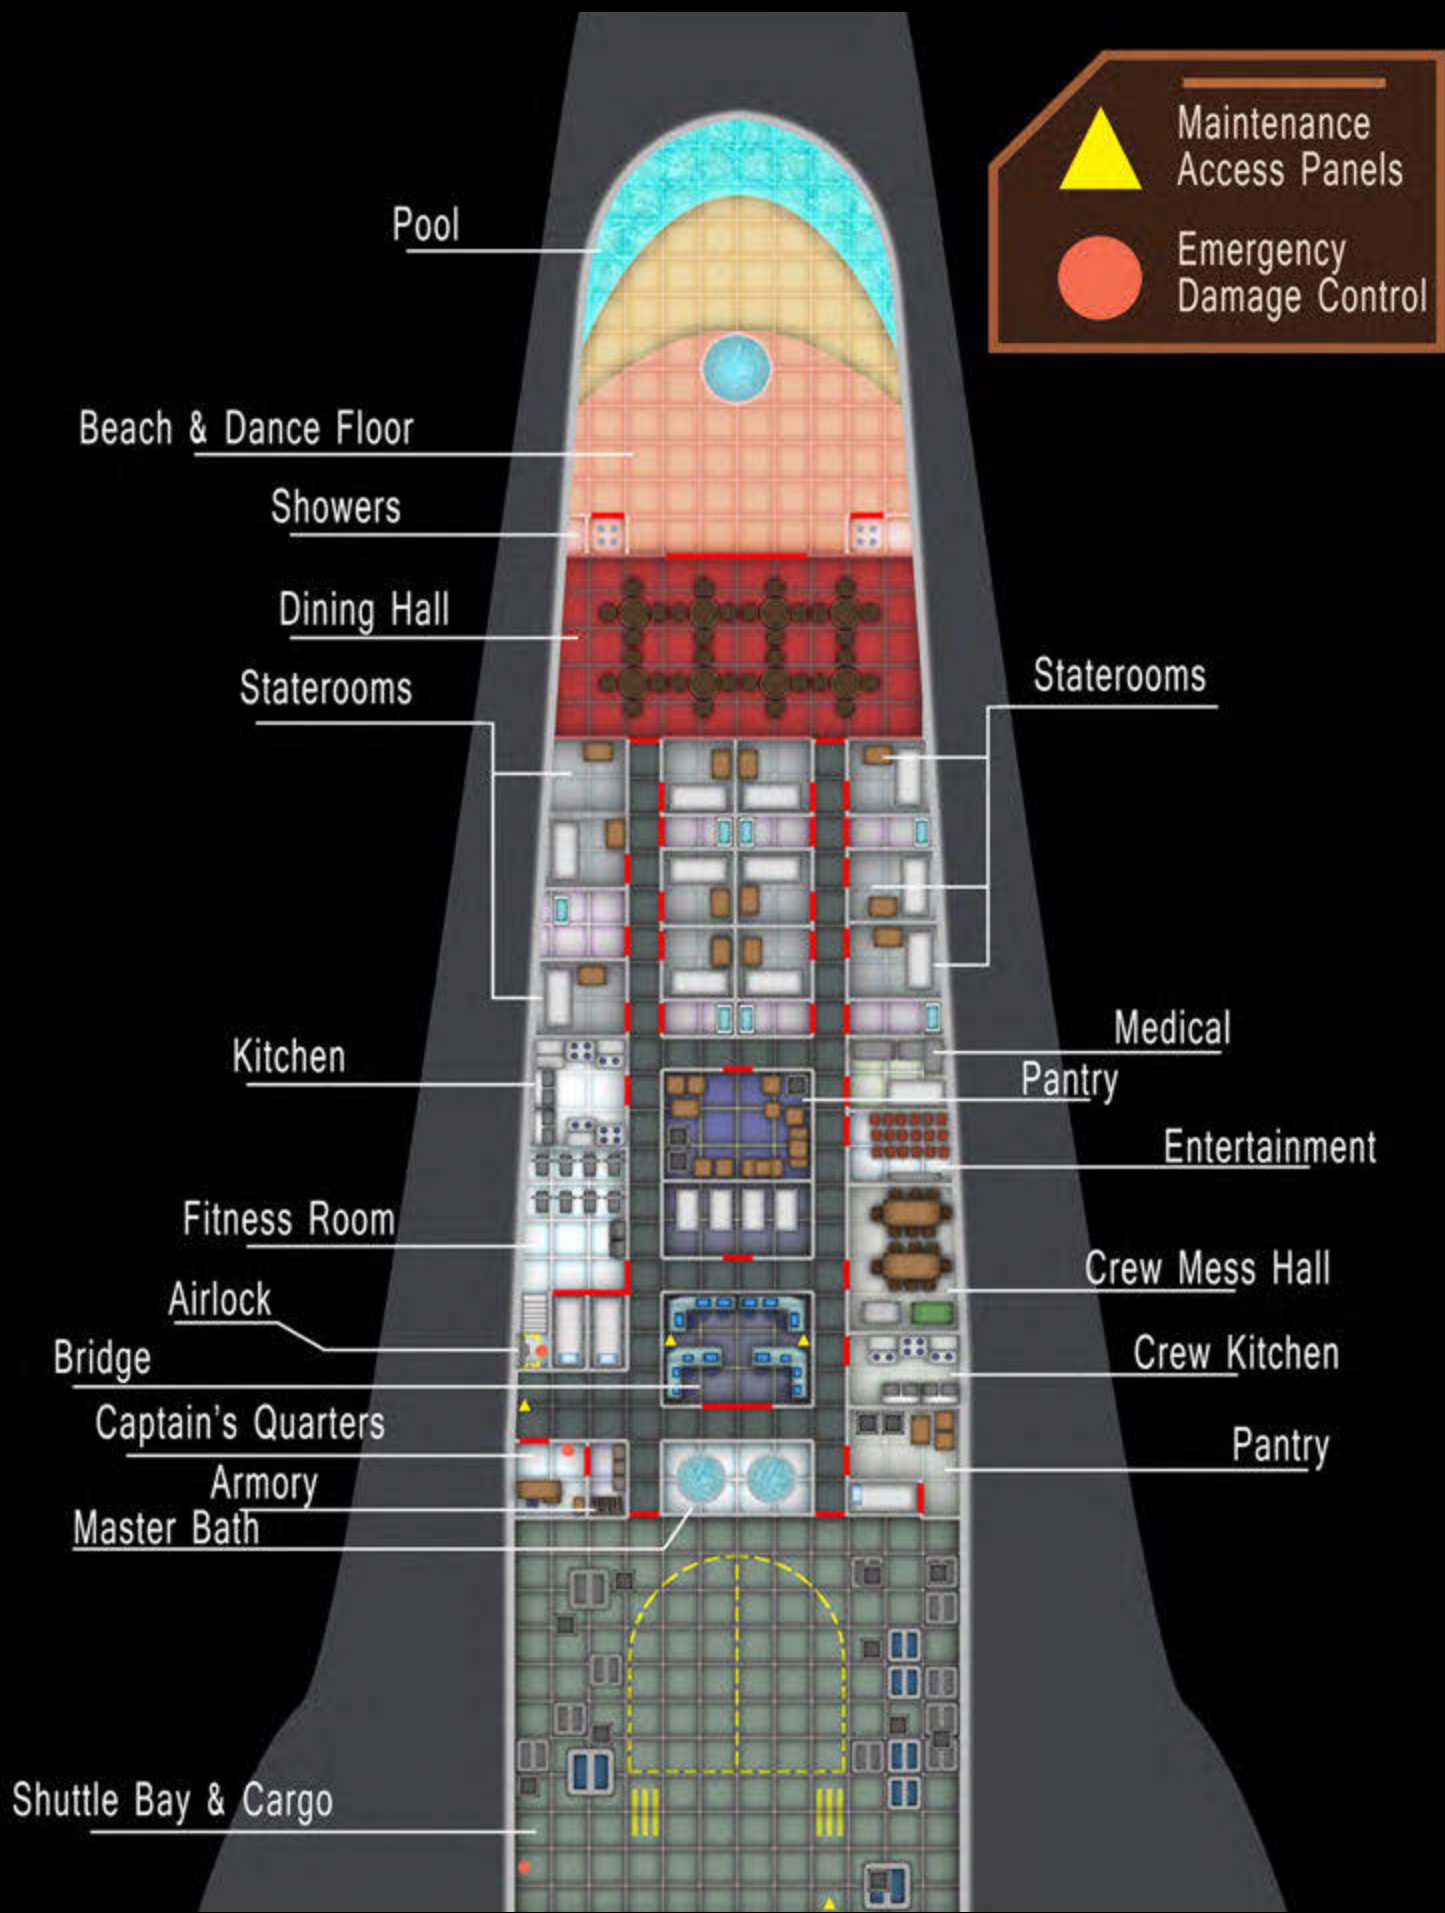 Maintenance
Access Panels
Emergency
Damage Control
Pool
Beach & Dance Floor
Showers
Dining Hall
Staterooms
Staterooms
Kitchen
Medical
Pantry
Entertainment
Fitness Room
Crew Mess Hall
Airlock
Bridge
Crew Kitchen
Captain's Quarters
Pantry
Armory
Master Bath
Shuttle Bay & Cargo